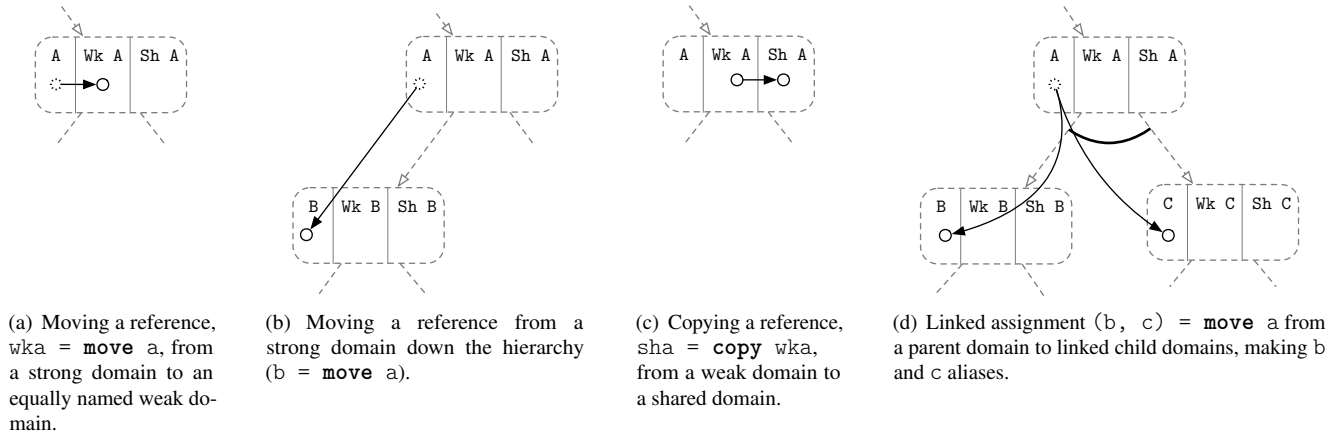 A Wk A Sh A
A Wk A Sh A
B Wk B Sh B
A Wk A Sh A
A Wk A Sh A
B Wk B Sh B
C Wk C Sh C
(a) Moving a reference,
wka = move a, from
a strong domain to an
equally named weak do-
main.
(b) Moving a reference from a
strong domain down the hierarchy
(b = move a).
(c) Copying a reference,
sha = copy wka,
from a weak domain to
a shared domain.
(d) Linked assignment (b, c) = move a from
a parent domain to linked child domains, making b
and c aliases.